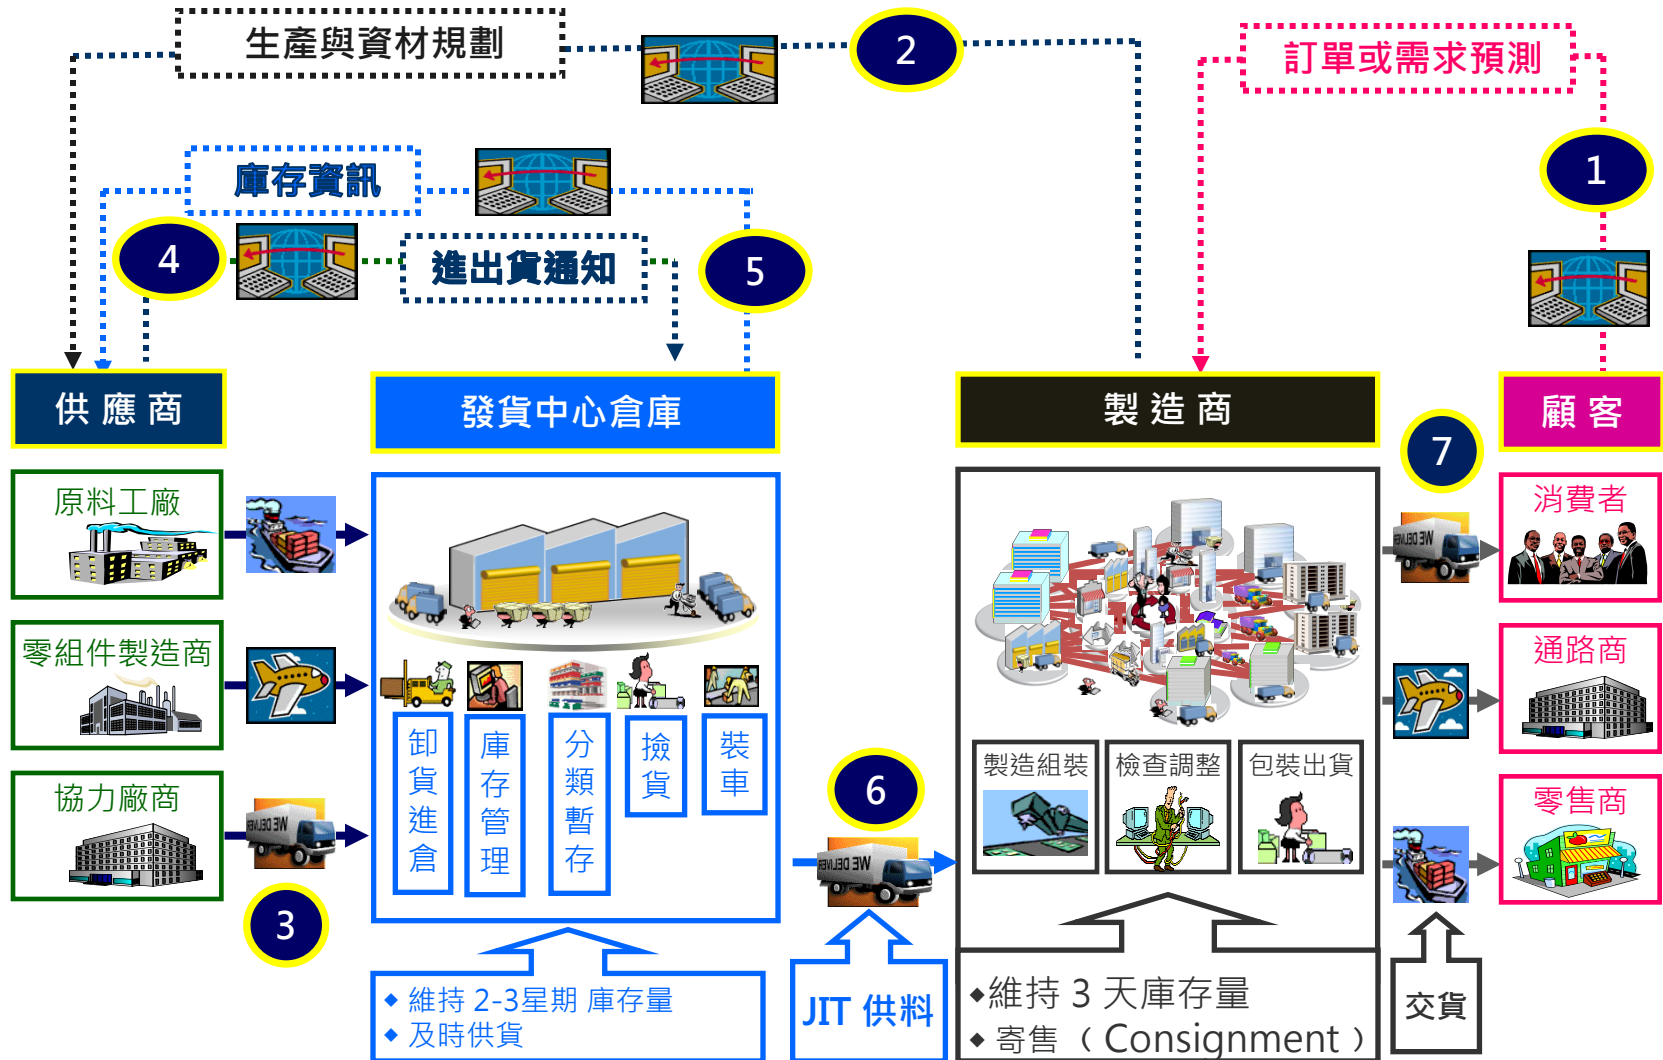 生產與資材規劃
2
訂單或需求預測
1
庫存資訊
4
進出貨通知
5
供應商
發貨中心倉庫
製造商
顧客
7
原料工廠
消費者
WE DELIVER
零組件製造商
通路商
卸貨進倉
庫存管理
分類暫存
撿貨
裝車
6
製造組裝
檢查調整
包裝出貨
協力廠商
零售商
WE DELIVER
WE DELIVER
3
◆ 維持 2-3星期 庫存量
◆ 及時供貨
JIT 供料
◆維持 3 天庫存量
◆ 寄售（Consignment）
交貨